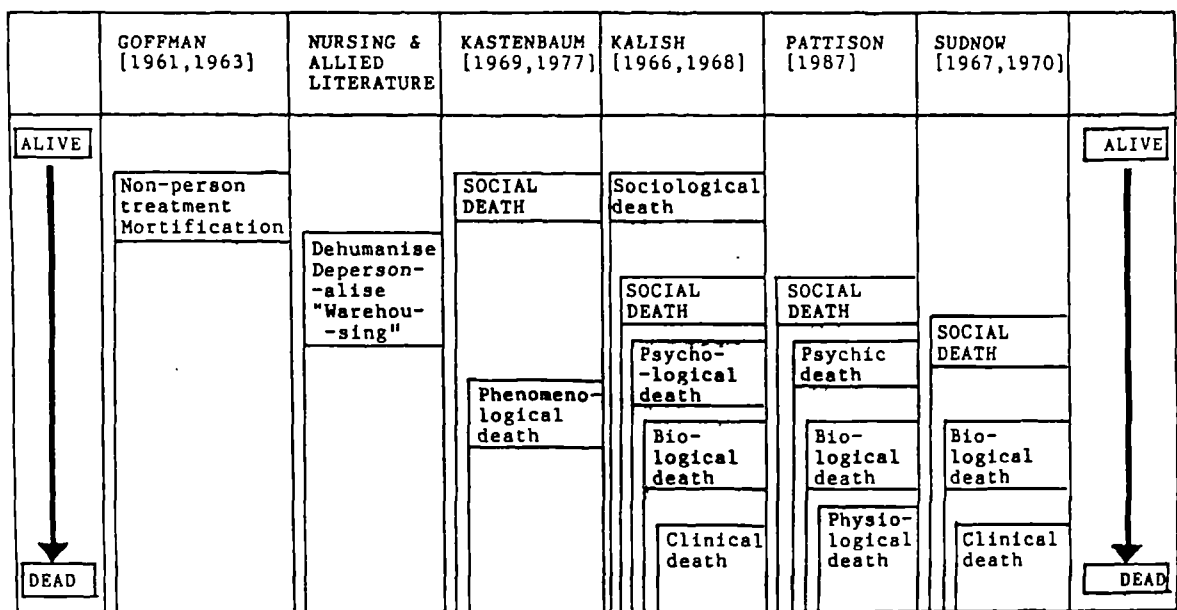 GOFFMAN
[1961,1963]
NURSING &
ALLIED
LITERATURE
KASTENBAUM
[1969,1977]
KALISH
[1966,1968]
PATTISON
[1987]
SUDNOW
[1967,1970]
ALIVE
DEAD
Non-person
treatment
Mortification
Dehumanise
Deperson-
-alise
"Warehou-
-sing"
SOCIAL
DEATH
Phenomeno-
logical
death
Sociological
death
SOCIAL
DEATH
Psycho-
-logical
death
Bio-
logical
death
Clinical
death
SOCIAL
DEATH
Psychic
death
Bio-
logical
death
Physio-
logical
death
SOCIAL
DEATH
Bio-
logical
death
Clinical
death
ALIVE
DEAD